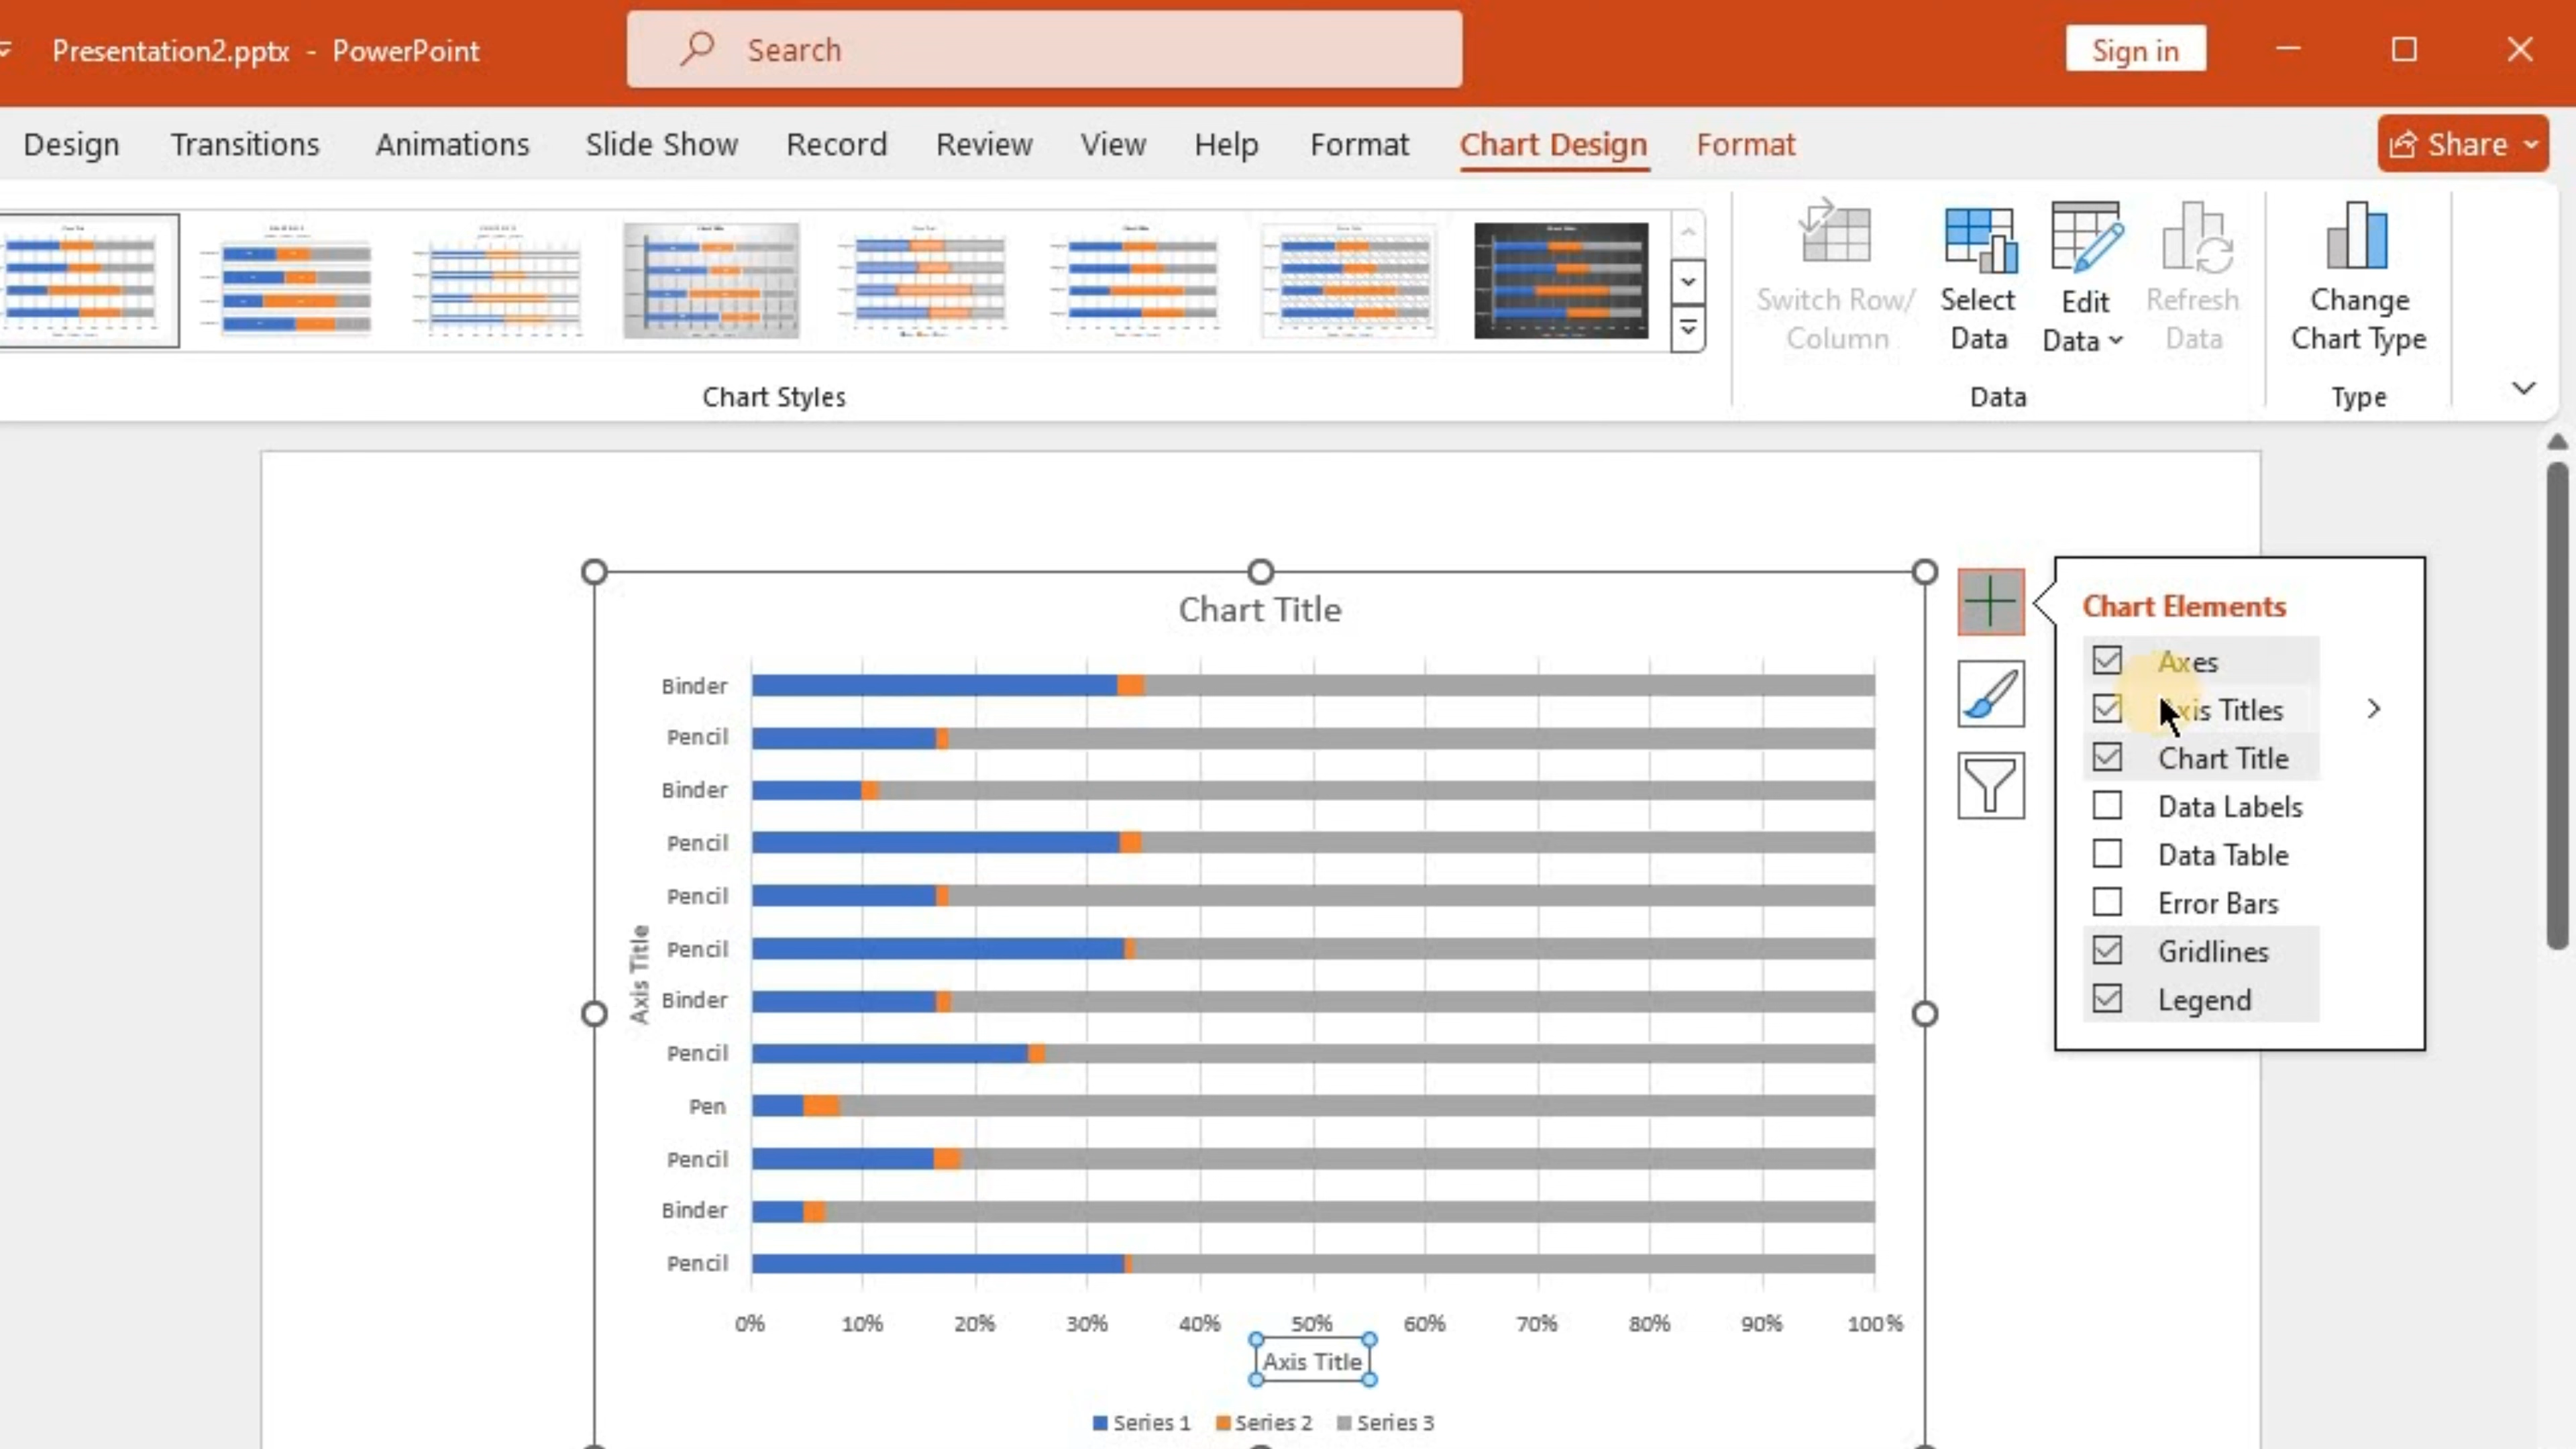 Presentation2.pptx - PowerPoint
Search
Sign in
Design Transitions Animations Slide Show Record Review View Help Format Chart Design Format
Share
Switch Row/
Column
Select
Data
Edit
Data
Refresh
Data
Change
Chart Type
Chart Styles
Data
Type
Chart Title
Binder
Pencil
Binder
Pencil
Pencil
Pencil
Binder
Pencil
Pen
Pencil
Binder
Pencil
Axis Title
0% 10% 20% 30% 40% 50% 60% 70% 80% 90% 100%
Axis Title
Series 1 Series 2 Series 3
Chart Elements
Axes
Axis Titles
Chart Title
Data Labels
Data Table
Error Bars
Gridlines
Legend